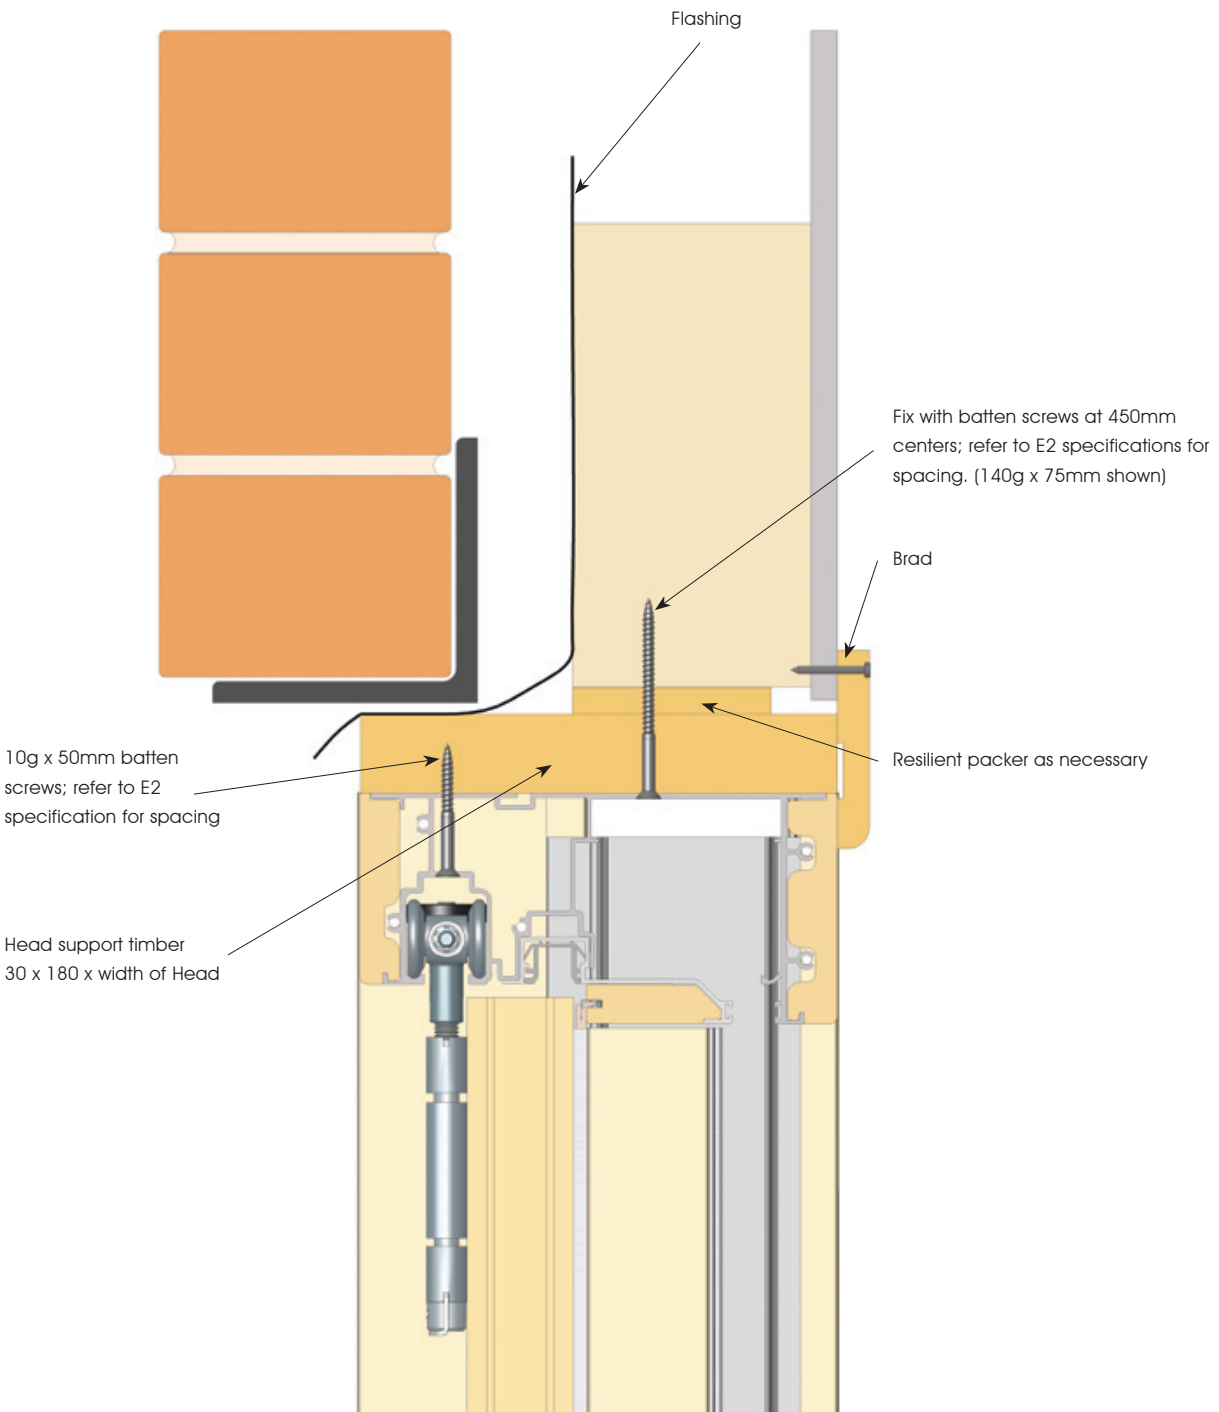 Flashing
Fix with batten screws at 450mm
centers; refer to E2 specifications for
spacing. (140g x 75mm shown)
Brad
10g x 50mm batten
screws; refer to E2
specification for spacing
Resilient packer as necessary
Head support timber
30 x 180 x width of Head